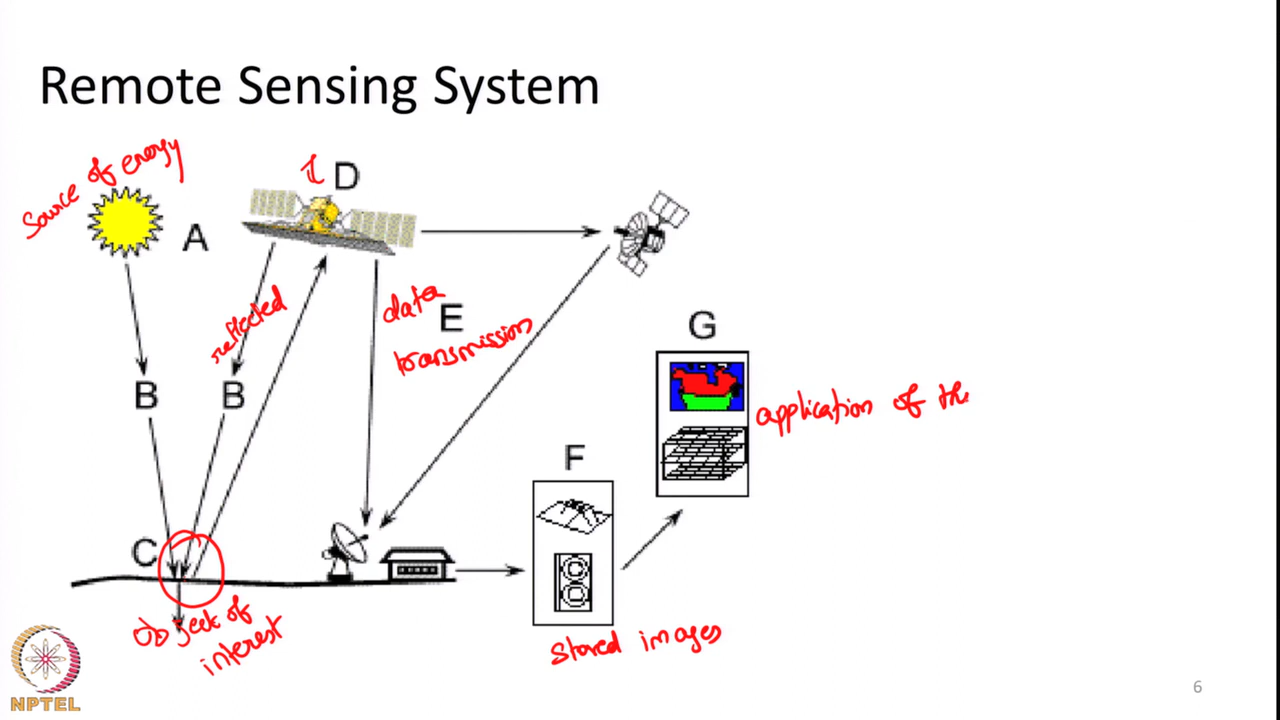 Remote Sensing System
Source of energy
A
D
reflected
data
E
transmission
B
B
G
application of the
F
C
Object of
interest
stored images
NPTEL
6